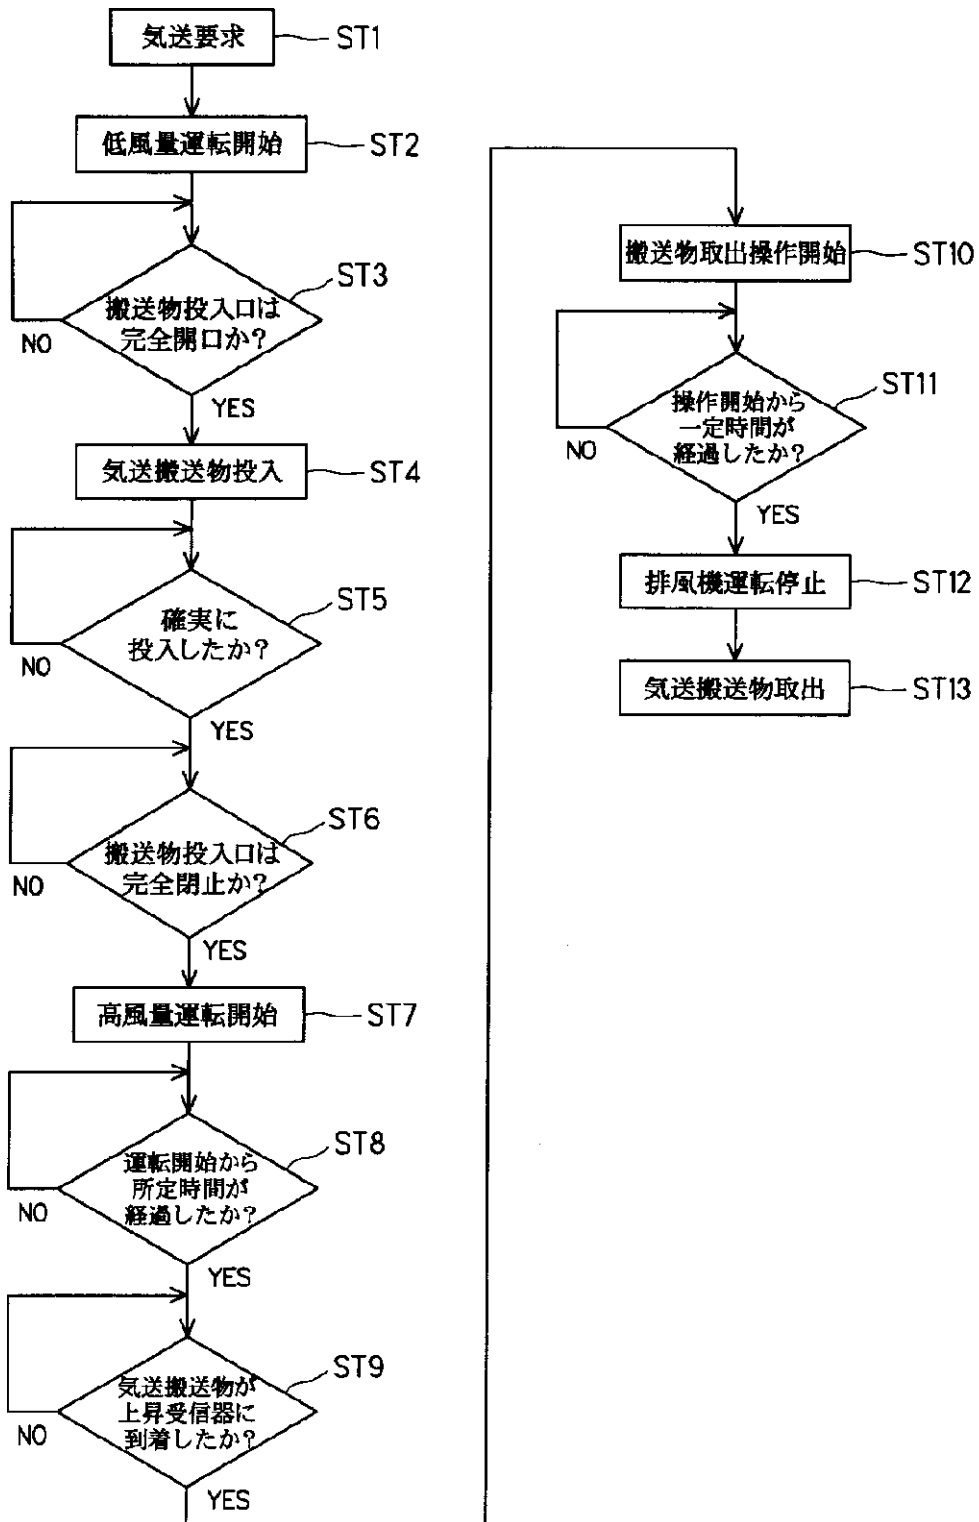 気送要求
ST1
低風量運転開始
ST2
搬送物投入口は
完全開口か?
ST3
NO
YES
気送搬送物投入
ST4
確実に
投入したか?
ST5
NO
YES
搬送物投入口は
完全閉止か?
ST6
NO
YES
高風量運転開始
ST7
運転開始から
所定時間が
経過したか?
ST8
NO
YES
気送搬送物が
上昇受信器に
到着したか?
ST9
NO
YES
搬送物取出操作開始
ST10
操作開始から
一定時間が
経過したか?
ST11
NO
YES
排風機運転停止
ST12
気送搬送物取出
ST13